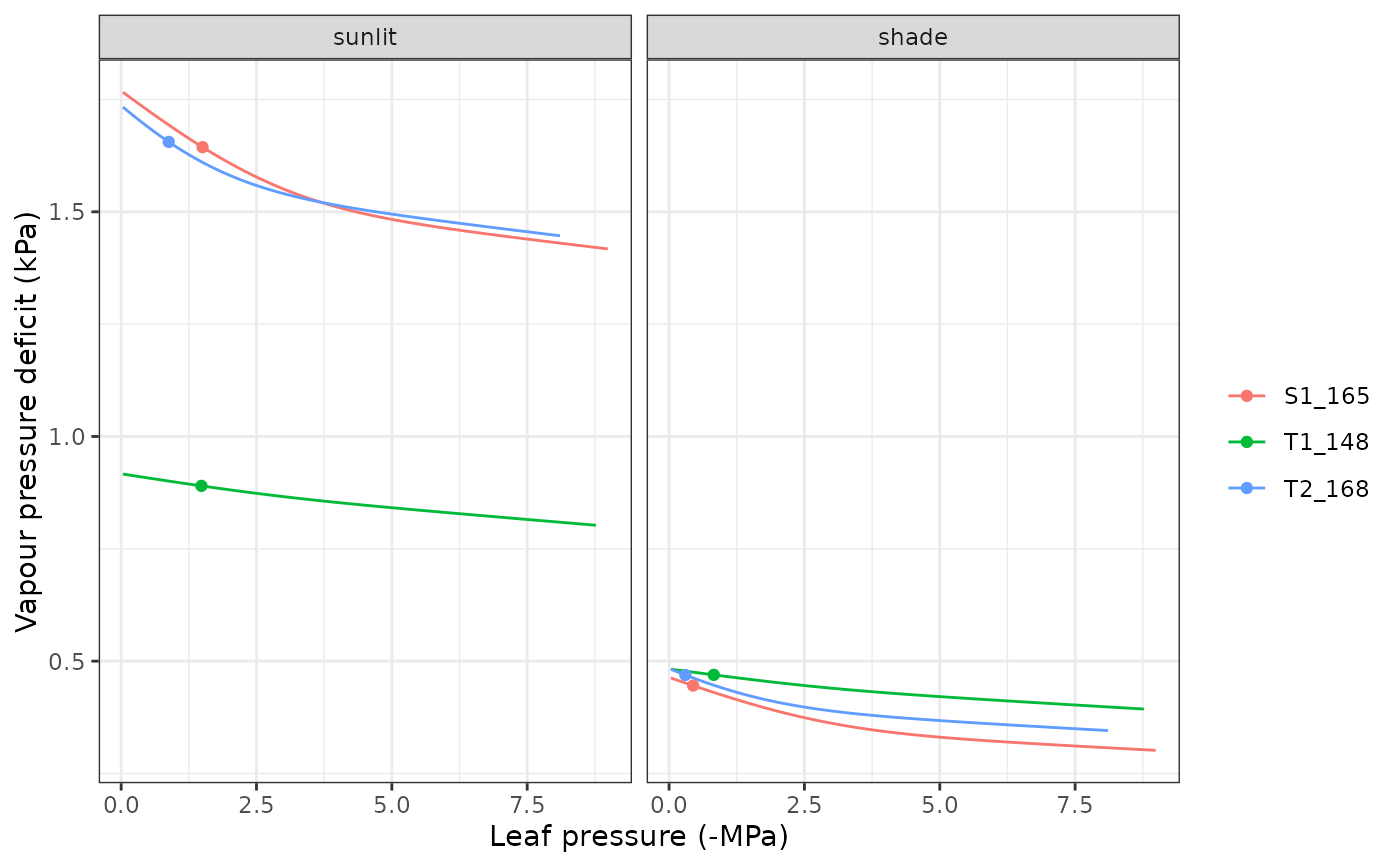 sunlit
shade
Vapour pressure deficit (kPa)
1.5
1.0
0.5
0.0
2.5
5.0
7.5
0.0
2.5
5.0
7.5
Leaf pressure (-MPa)
S1_165
T1_148
T2_168